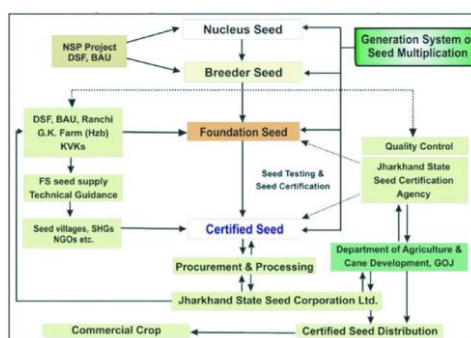 Nucleus Seed
NSP Project
DSF, BAU
Generation System of
Seed Multiplication
Breeder Seed
DSF, BAU, Ranchi
G.K. Farm (Hzb)
KVKs
Foundation Seed
Quality Control
Jharkhand State
Seed Certification
Agency
FS seed supply
Technical Guidance
Seed Testing &
Seed Certification
Seed villages, SHGs
NGOs etc.
Certified Seed
Department of Agriculture &
Cane Development, GOJ
Procurement & Processing
Jharkhand State Seed Corporation Ltd.
Commercial Crop
Certified Seed Distribution